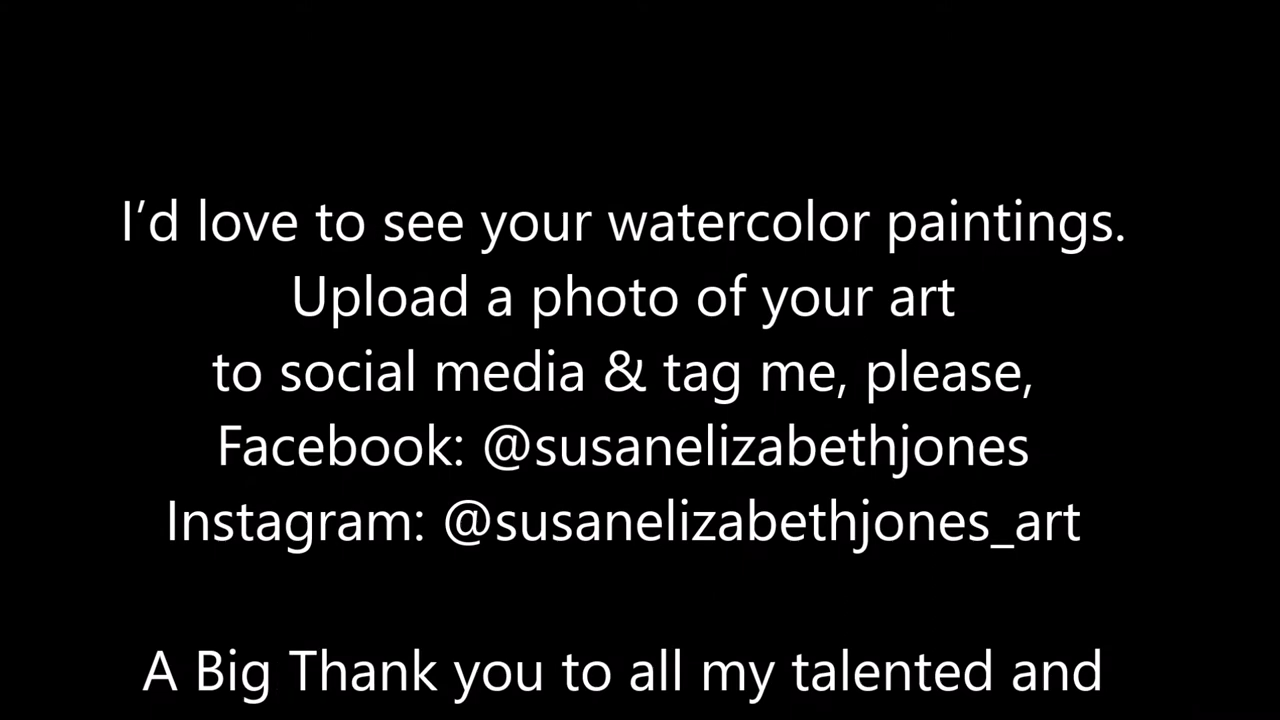 I’d love to see your watercolor paintings.
Upload a photo of your art
to social media & tag me, please,
Facebook: @susanelizabethjones
Instagram: @susanelizabethjones_art
A Big Thank you to all my talented and